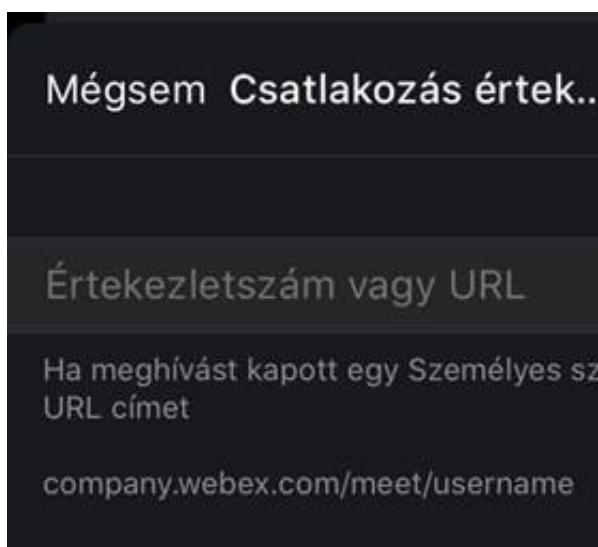 Mégsem Csatlakozás értek..
Értekezletszám vagy URL
Ha meghívást kapott egy Személyes sz
URL címet
company.webex.com/meet/username